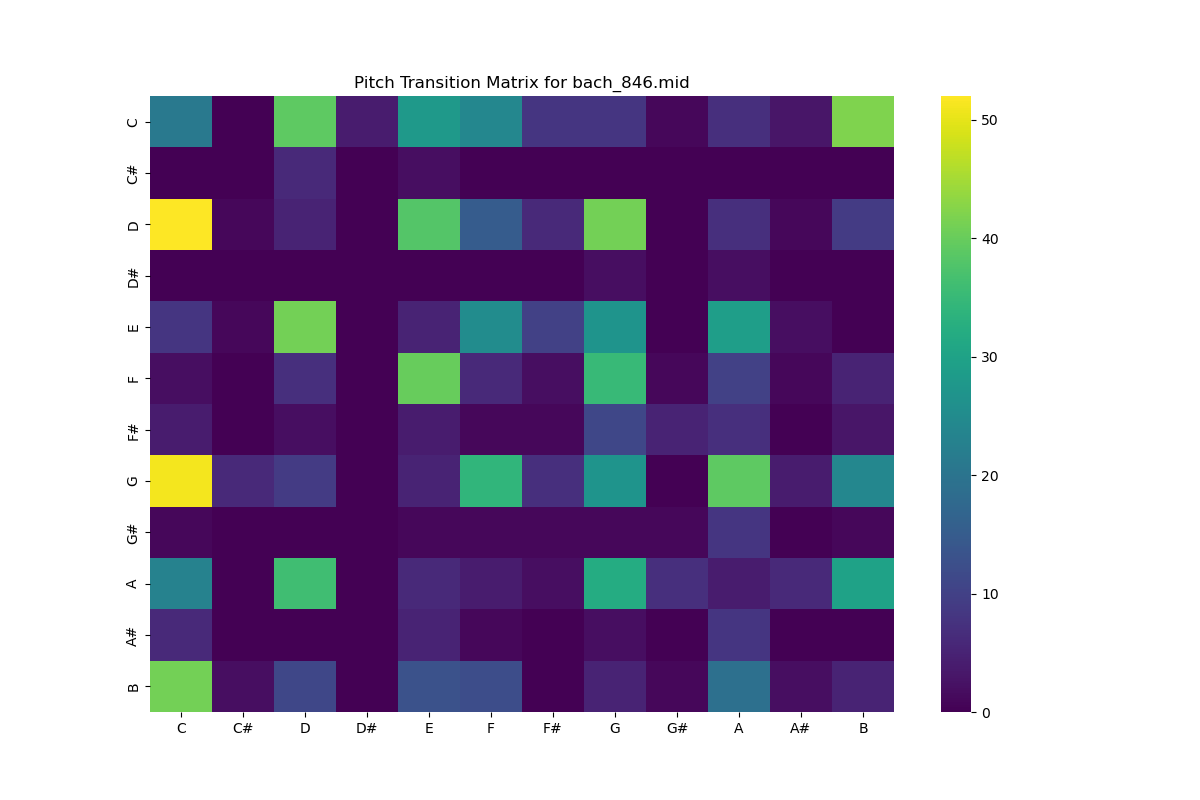 Pitch Transition Matrix for bach_846.mid
C
C#
D
D#
E
F
F#
G
G#
A
A#
B
C C# D D# E F F# G G# A A# B
50
40
30
20
10
0